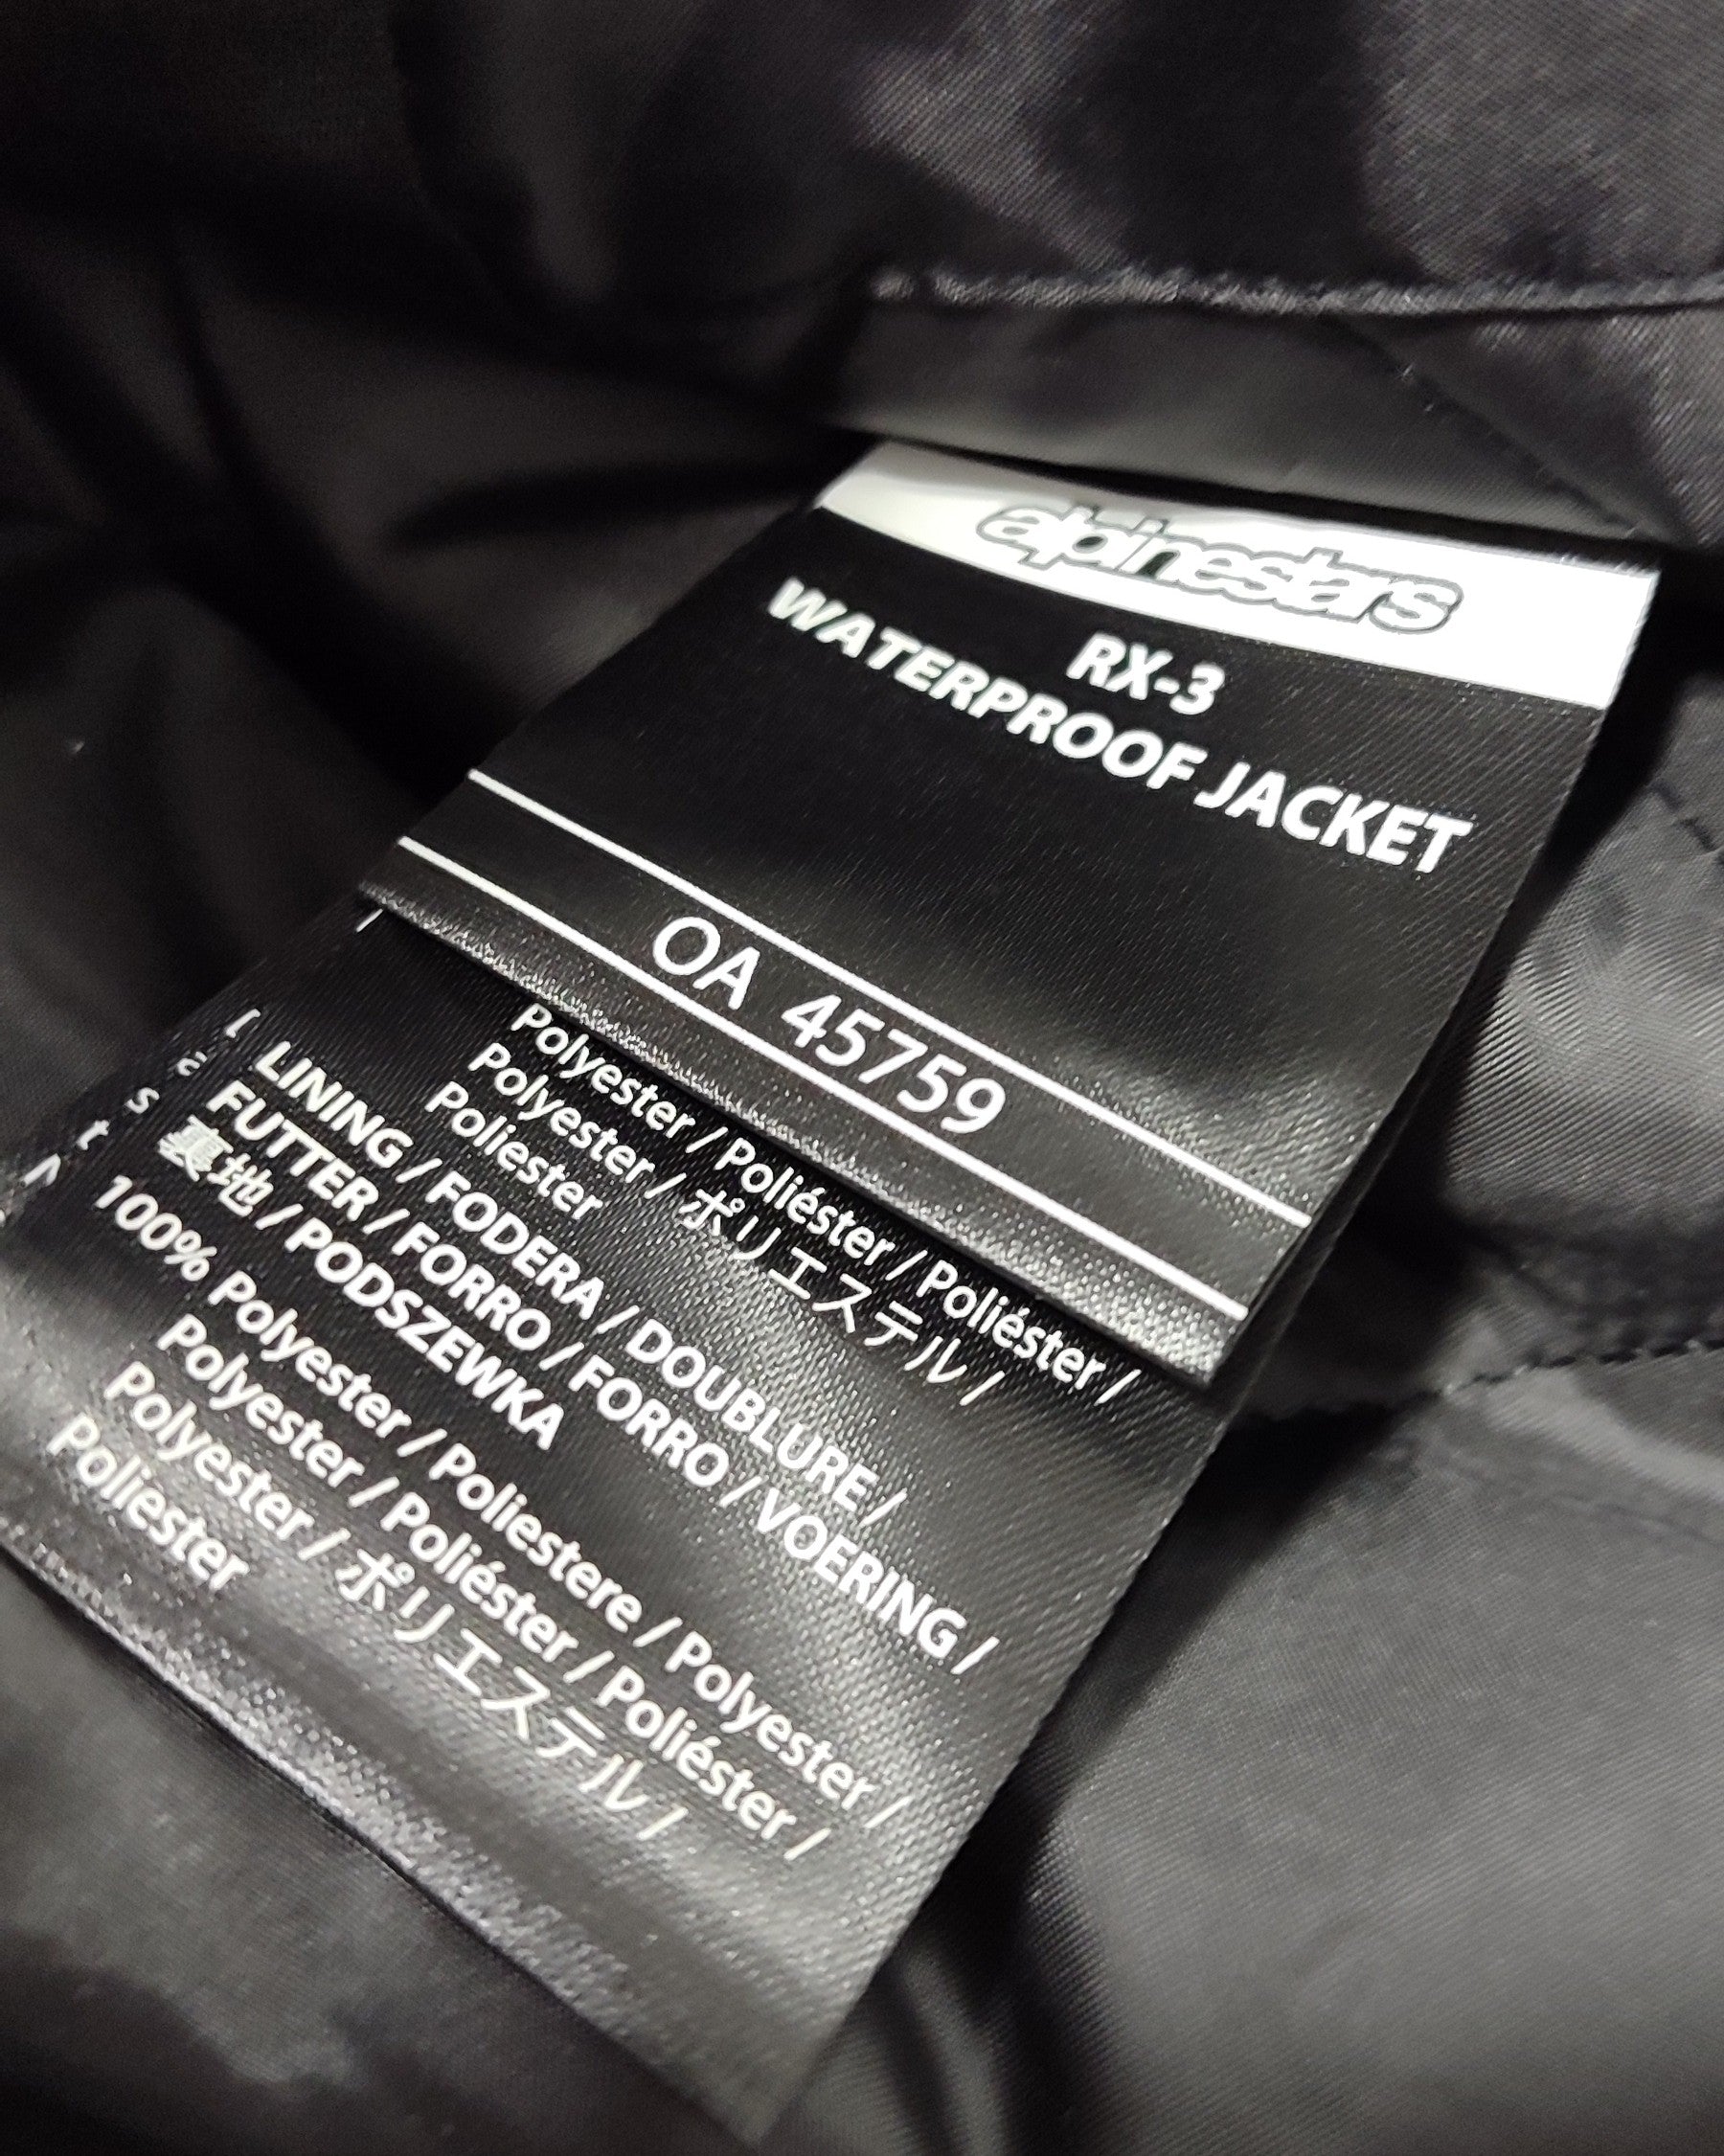 alpinestars
RX-3
WATERPROOF JACKET
OA 45759
Polyester / Poliéster / Poliéster /
Polyester / ポリエステル /
Poliester
LINING / FODERA / DOUBLURE /
FUTTER / FORRO / FORRO / VOERING /
裏地 / PODSZEWKA
100% Polyester / Poliestere / Polyester /
Polyester / Poliéster / Poliéster /
Polyester / ポリエステル /
Poliester